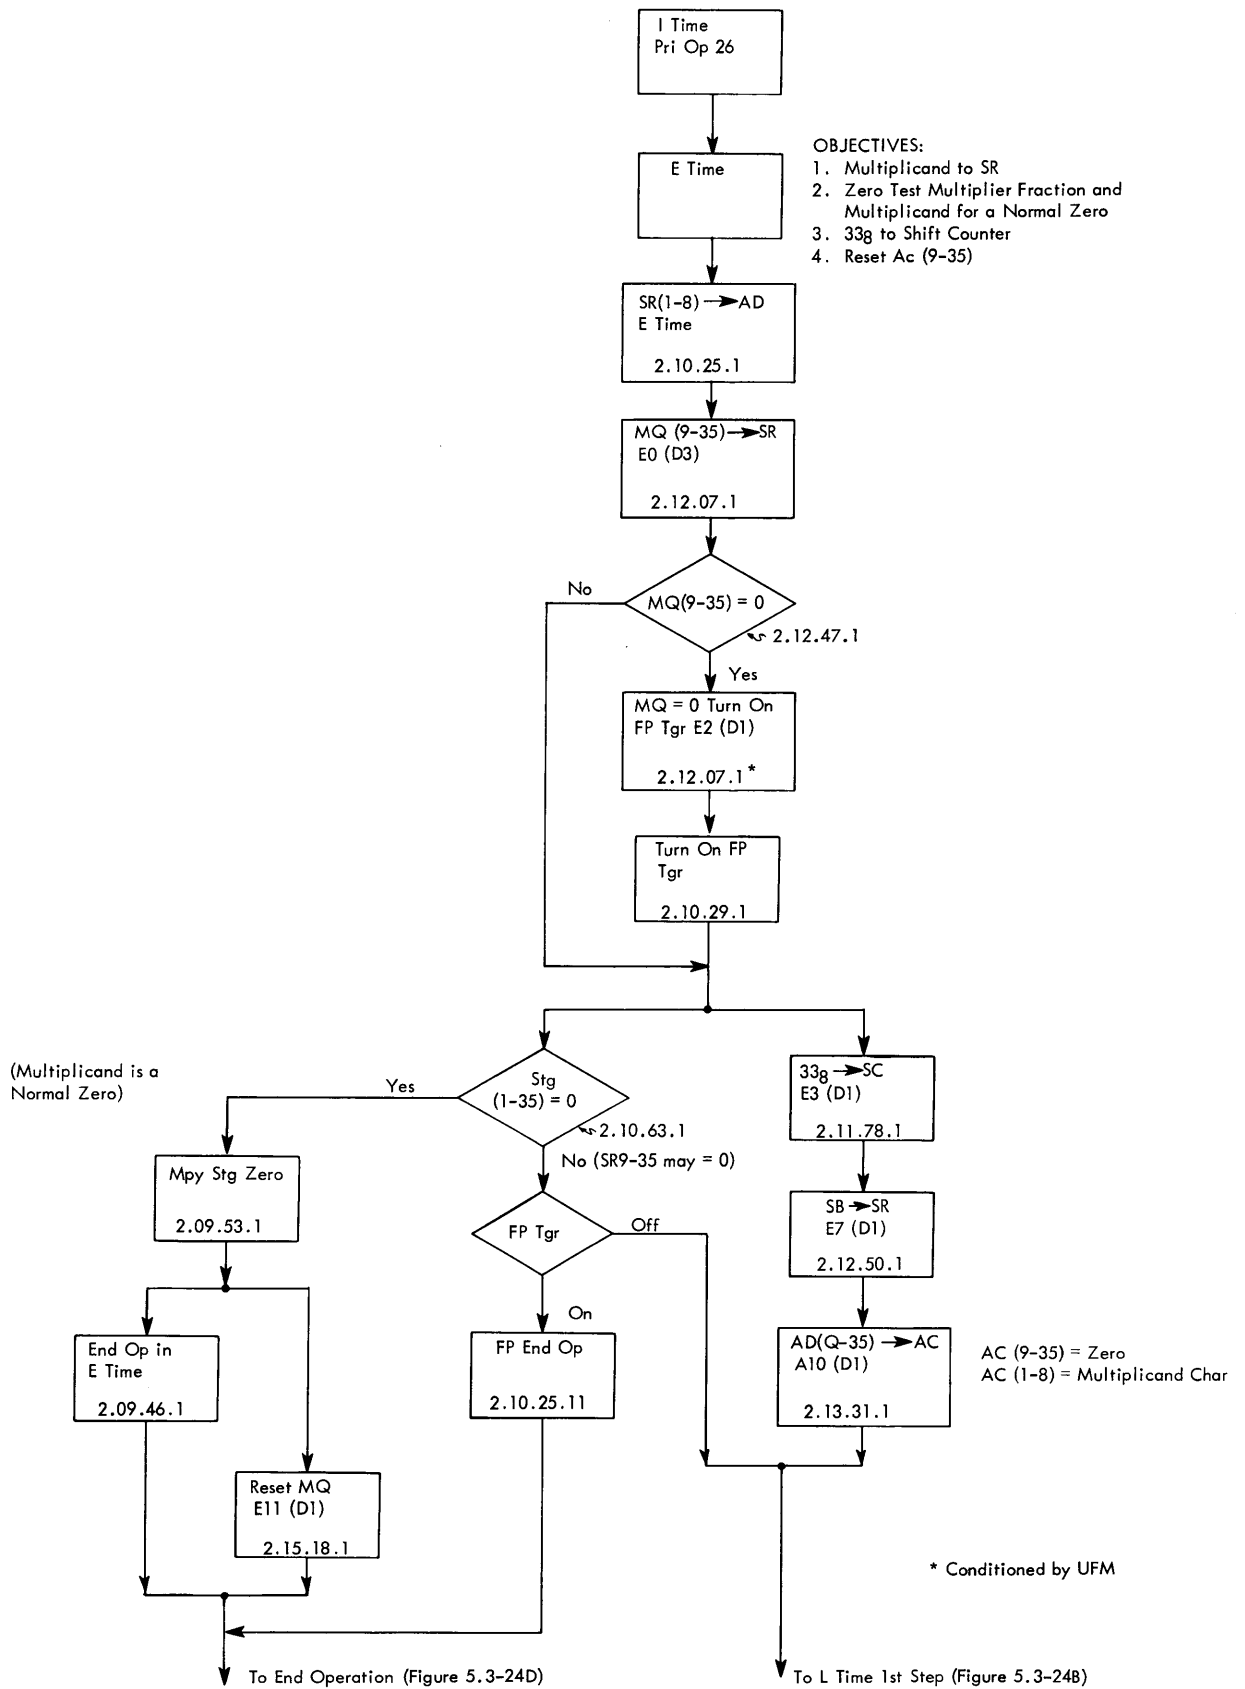 I Time
Pri Op 26
E Time
OBJECTIVES:
1. Multiplicand to SR
2. Zero Test Multiplier Fraction and
Multiplicand for a Normal Zero
3. 33₈ to Shift Counter
4. Reset Ac (9-35)
SR(1-8) → AD
E Time
2.10.25.1
MQ (9-35) → SR
E0 (D3)
2.12.07.1
No
MQ(9-35) = 0
2.12.47.1
Yes
MQ = 0 Turn On
FP Tgr E2 (D1)
2.12.07.1*
Turn On FP
Tgr
2.10.29.1
(Multiplicand is a
Normal Zero)
Yes
Stg
(1-35) = 0
2.10.63.1
No (SR9-35 may = 0)
33₈ → SC
E3 (D1)
2.11.78.1
Mpy Stg Zero
2.09.53.1
FP Tgr
Off
On
SB → SR
E7 (D1)
2.12.50.1
End Op in
E Time
2.09.46.1
FP End Op
2.10.25.11
AD(Q-35) → AC
A10 (D1)
2.13.31.1
AC (9-35) = Zero
AC (1-8) = Multiplicand Char
Reset MQ
E11 (D1)
2.15.18.1
* Conditioned by UFM
To End Operation (Figure 5.3-24D)
To L Time 1st Step (Figure 5.3-24B)